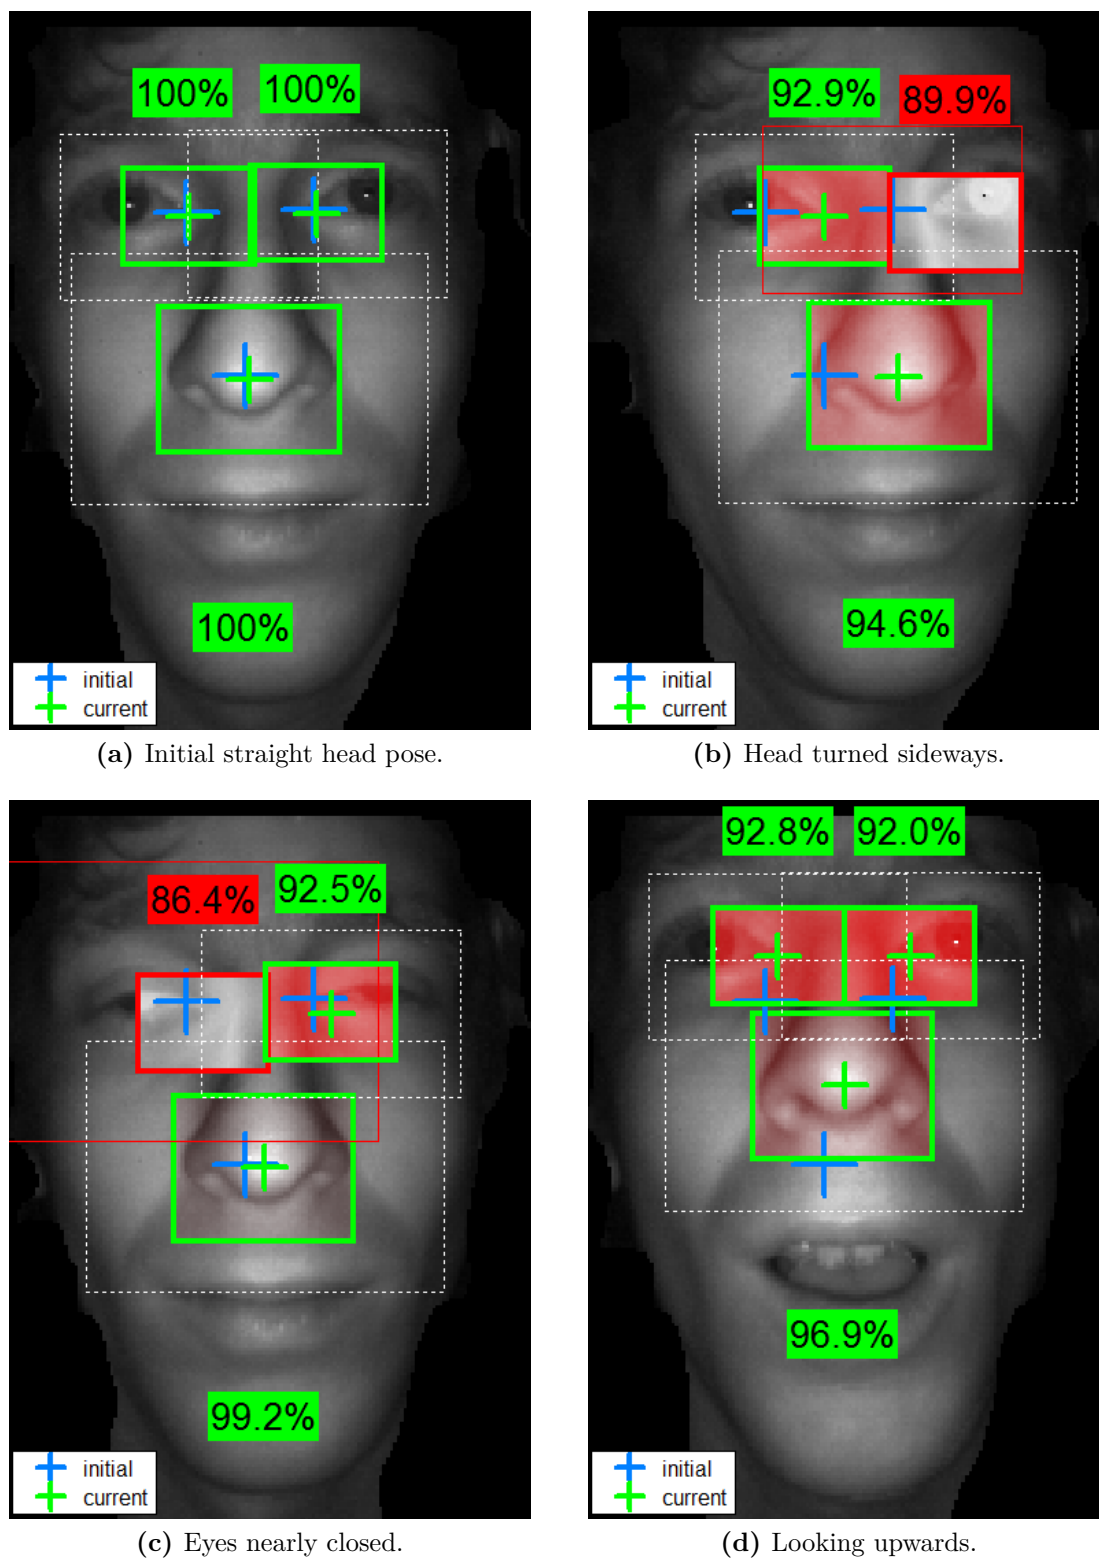 100% 100%
100%
initial
current
(a) Initial straight head pose.
92.9% 89.9%
94.6%
initial
current
(b) Head turned sideways.
86.4% 92.5%
99.2%
initial
current
(c) Eyes nearly closed.
92.8% 92.0%
96.9%
initial
current
(d) Looking upwards.